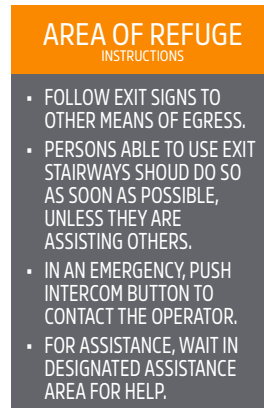 AREA OF REFUGE
INSTRUCTIONS
• FOLLOW EXIT SIGNS TO
OTHER MEANS OF EGRESS.
• PERSONS ABLE TO USE EXIT
STAIRWAYS SHOUD DO SO
AS SOON AS POSSIBLE,
UNLESS THEY ARE
ASSISTING OTHERS.
• IN AN EMERGENCY, PUSH
INTERCOM BUTTON TO
CONTACT THE OPERATOR.
• FOR ASSISTANCE, WAIT IN
DESIGNATED ASSISTANCE
AREA FOR HELP.